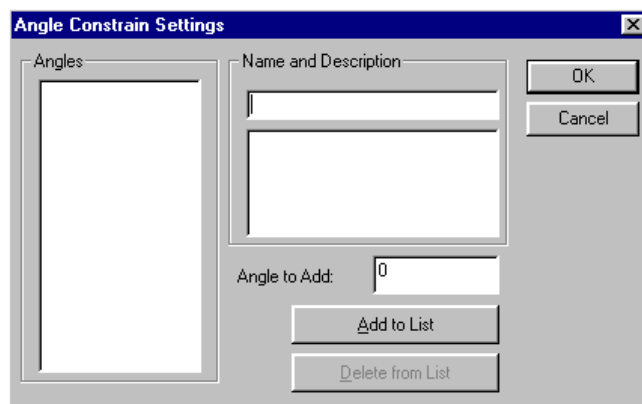 Angle Constrain Settings
Angles
Name and Description
OK
Cancel
Angle to Add:
0
Add to List
Delete from List